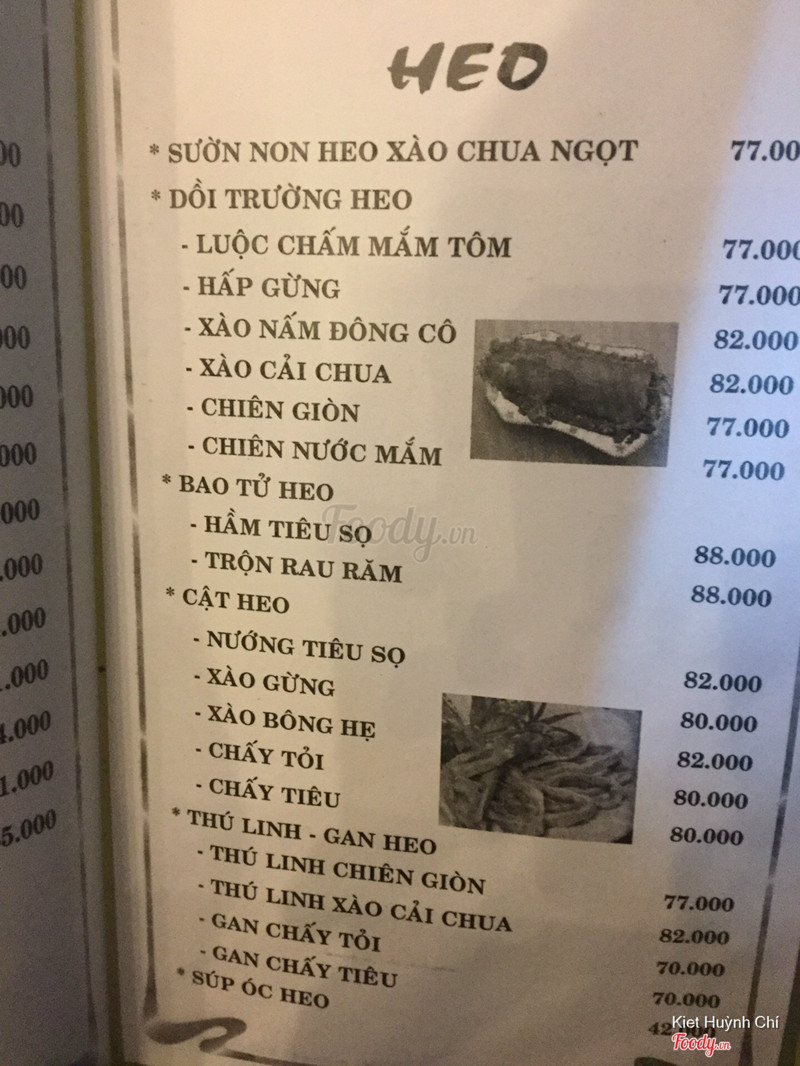 HEO
* SƯỜN NON HEO XÀO CHUA NGỌT 77.00
* DỒI TRƯỜNG HEO
- LUỘC CHẤM MẮM TÔM 77.000
- HẤP GỪNG 77.000
- XÀO NẤM ĐÔNG CÔ 82.000
- XÀO CẢI CHUA 82.000
- CHIÊN GIÒN 77.000
- CHIÊN NƯỚC MẮM 77.000
* BAO TỬ HEO
- HẦM TIÊU SỌ 88.000
- TRỘN RAU RĂM 88.000
* CẬT HEO
- NƯỚNG TIÊU SỌ 82.000
- XÀO GỪNG 80.000
- XÀO BÔNG HẸ 82.000
- CHẤY TỎI 80.000
- CHẤY TIÊU 80.000
* THÚ LINH - GAN HEO
- THÚ LINH CHIÊN GIÒN 77.000
- THÚ LINH XÀO CẢI CHUA 82.000
- GAN CHẤY TỎI 70.000
- GAN CHẤY TIÊU 70.000
* SÚP ÓC HEO 42.000
Foody.vn
Kiet Huỳnh Chí
Foody.vn